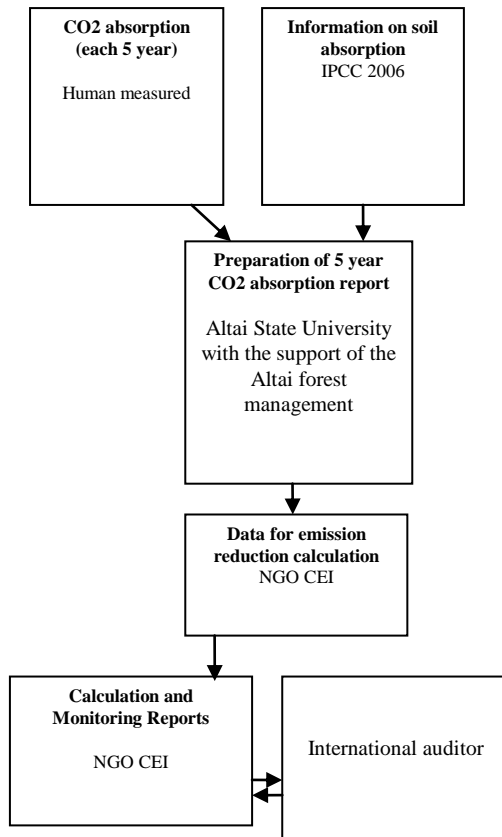 CO2 absorption
(each 5 year)
Human measured
Information on soil
absorption
IPCC 2006
Preparation of 5 year
CO2 absorption report
Altai State University
with the support of the
Altai forest
management
Data for emission
reduction calculation
NGO CEI
Calculation and
Monitoring Reports
NGO CEI
International auditor